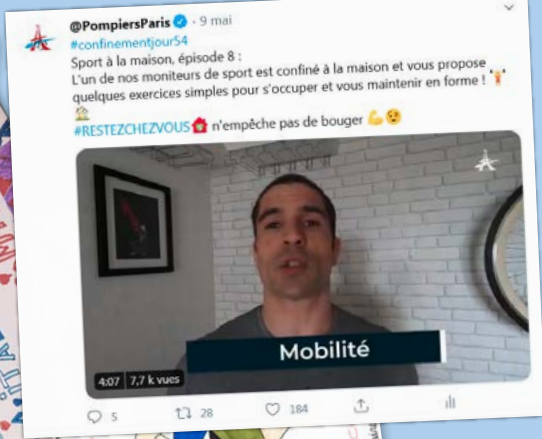 @PompiersParis · 9 mai
#confinementjour54
Sport à la maison, épisode 8 :
L'un de nos moniteurs de sport est confiné à la maison et vous propose
quelques exercices simples pour s'occuper et vous maintenir en forme !
#RESTEZCHEZVOUS n'empêche pas de bouger
Mobilité
4:07 7,7 k vues
5 28 184